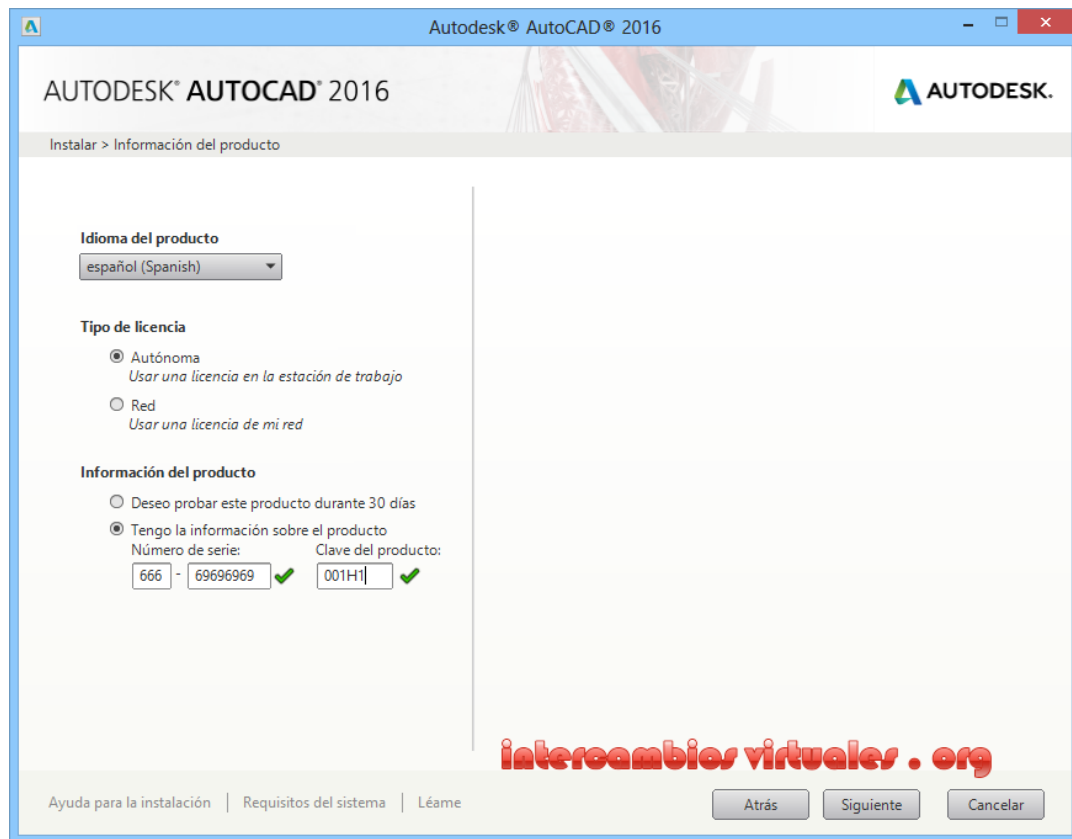 Autodesk® AutoCAD® 2016
AUTODESK® AUTOCAD® 2016
AUTODESK.
Instalar > Información del producto
Idioma del producto
español (Spanish)
Tipo de licencia
Autónoma
Usar una licencia en la estación de trabajo
Red
Usar una licencia de mi red
Información del producto
Deseo probar este producto durante 30 días
Tengo la información sobre el producto
Número de serie: Clave del producto:
666 - 69696969 001H1
intercambios virtuales . org
Ayuda para la instalación | Requisitos del sistema | Léame
Atrás Siguiente Cancelar